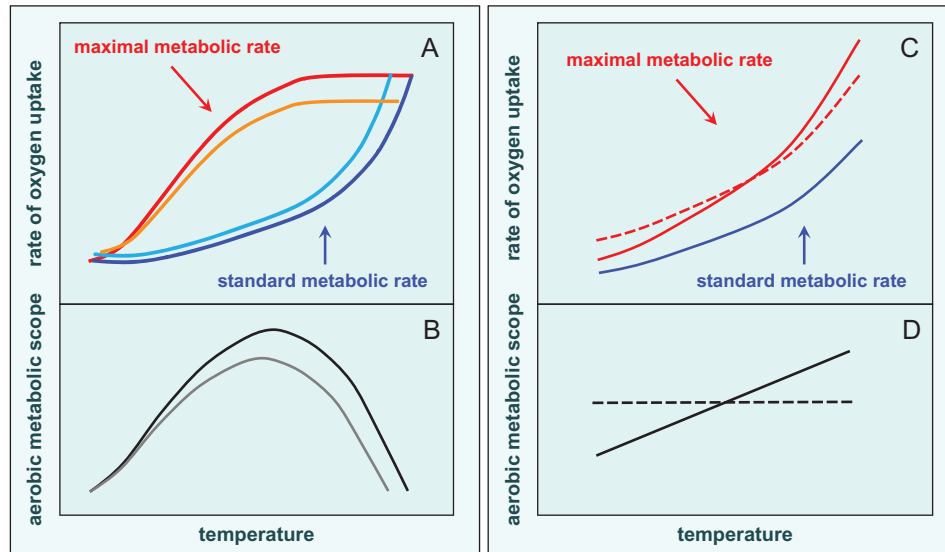 A
maximal metabolic rate
rate of oxygen uptake
standard metabolic rate
B
aerobic metabolic scope
temperature
C
maximal metabolic rate
rate of oxygen uptake
standard metabolic rate
D
aerobic metabolic scope
temperature